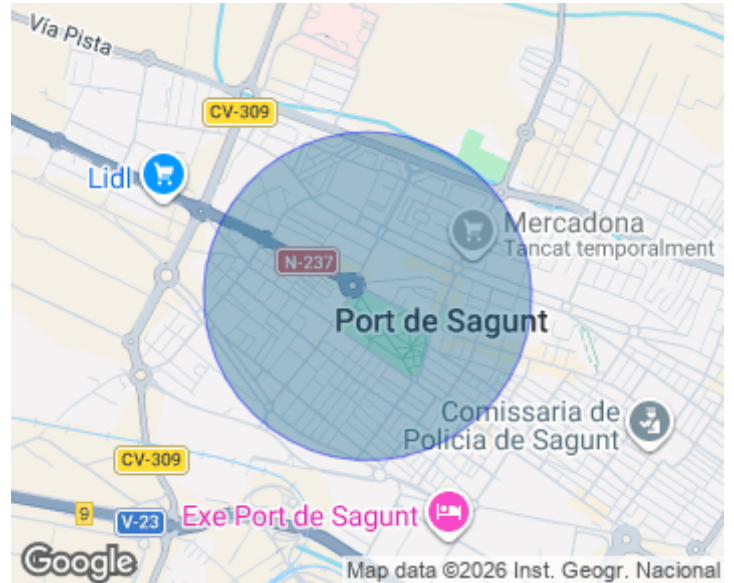 Vía Pista
CV-309
Lidl
Mercadona
Tancat temporalment
N-237
Port de Sagunt
Comissaria de
Policia de Sagunt
CV-309
9
V-23
Exe Port de Sagunt
Google
Map data ©2026 Inst. Geogr. Nacional